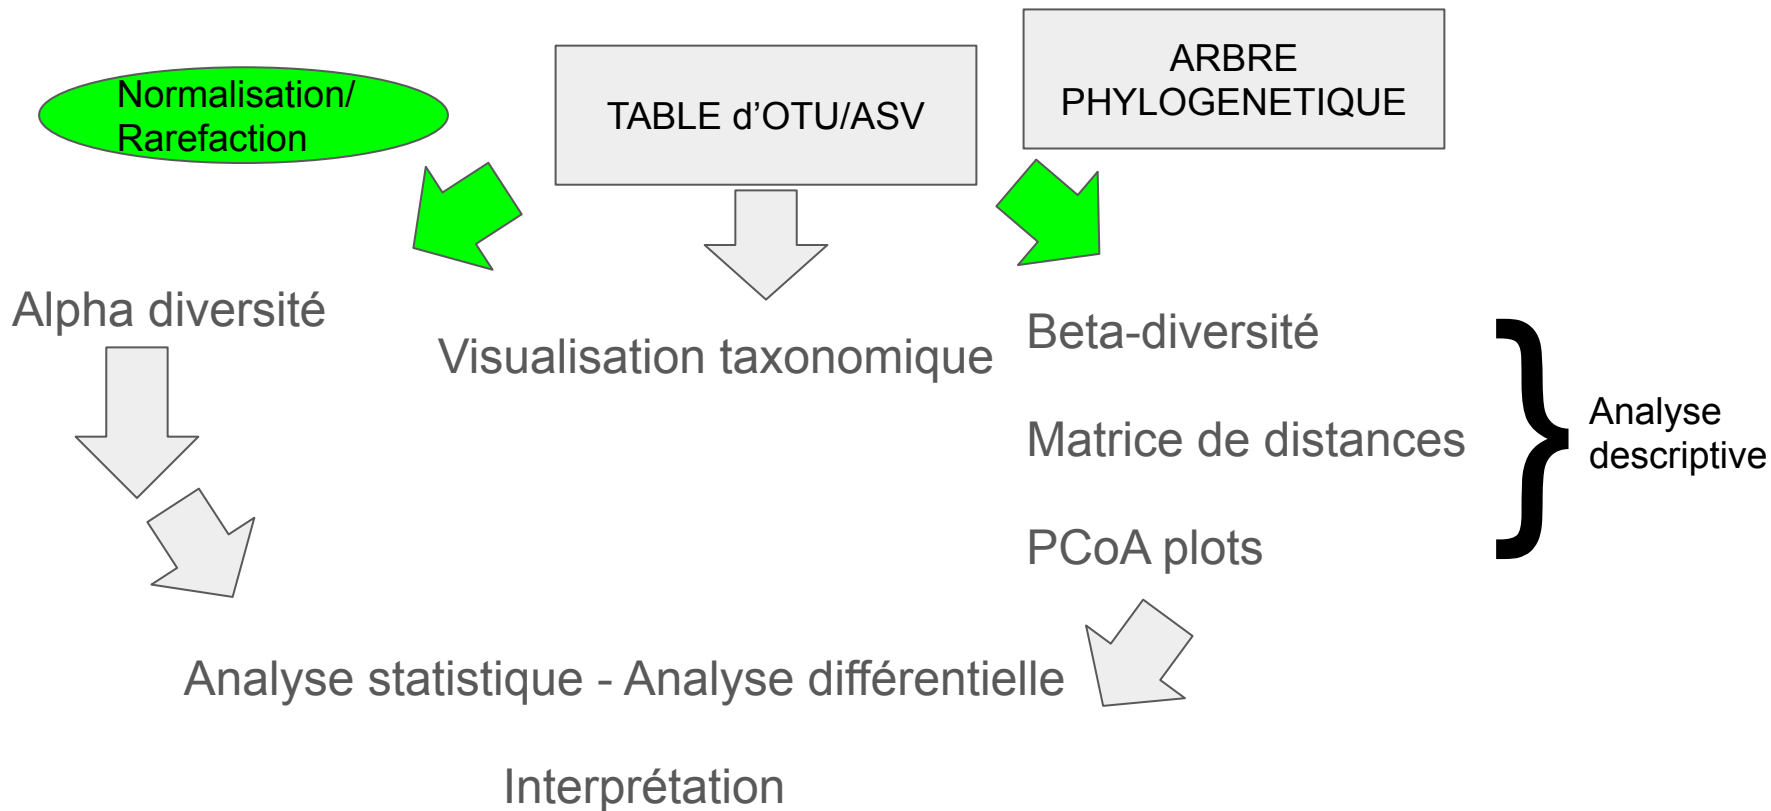 Normalisation/
Rarefaction
TABLE d’OTU/ASV
ARBRE
PHYLOGENETIQUE
Alpha diversité
Visualisation taxonomique
Beta-diversité
Matrice de distances
PCoA plots
}
Analyse
descriptive
Analyse statistique - Analyse différentielle
Interprétation